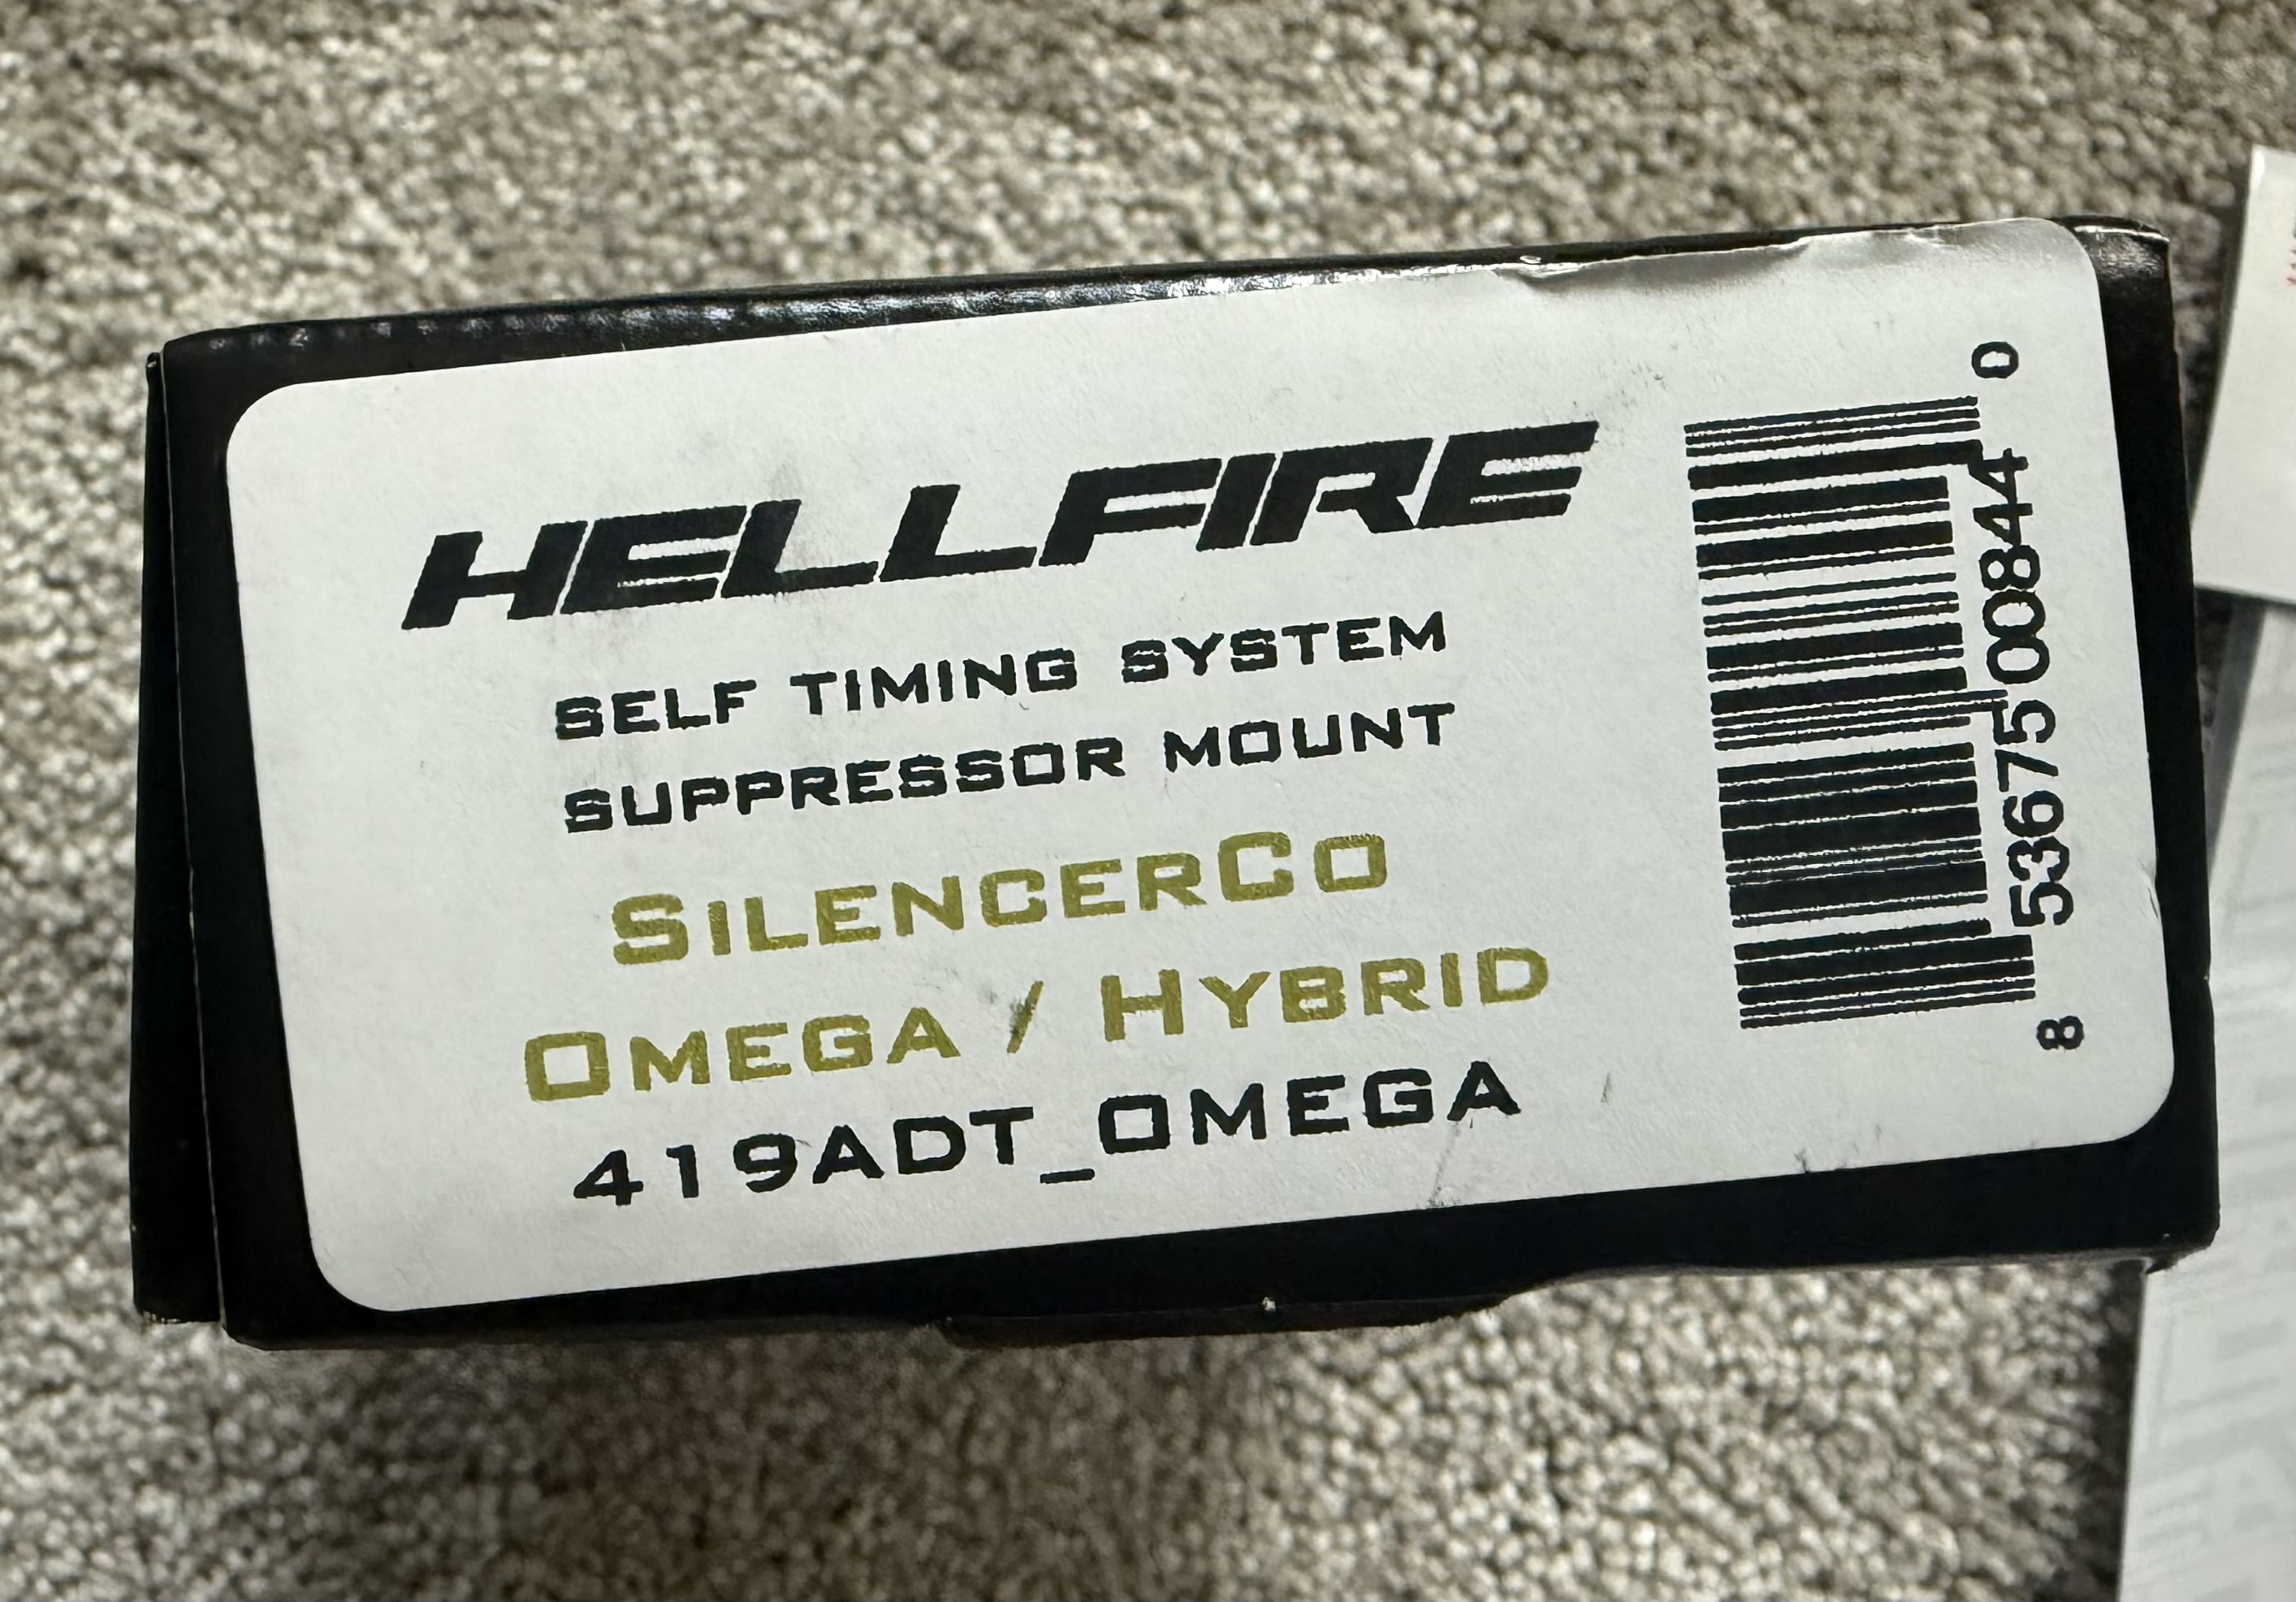 HELLFIRE
SELF TIMING SYSTEM
SUPPRESSOR MOUNT
SILENCERCO
OMEGA / HYBRID
419ADT_OMEGA
8 53675 00844 0